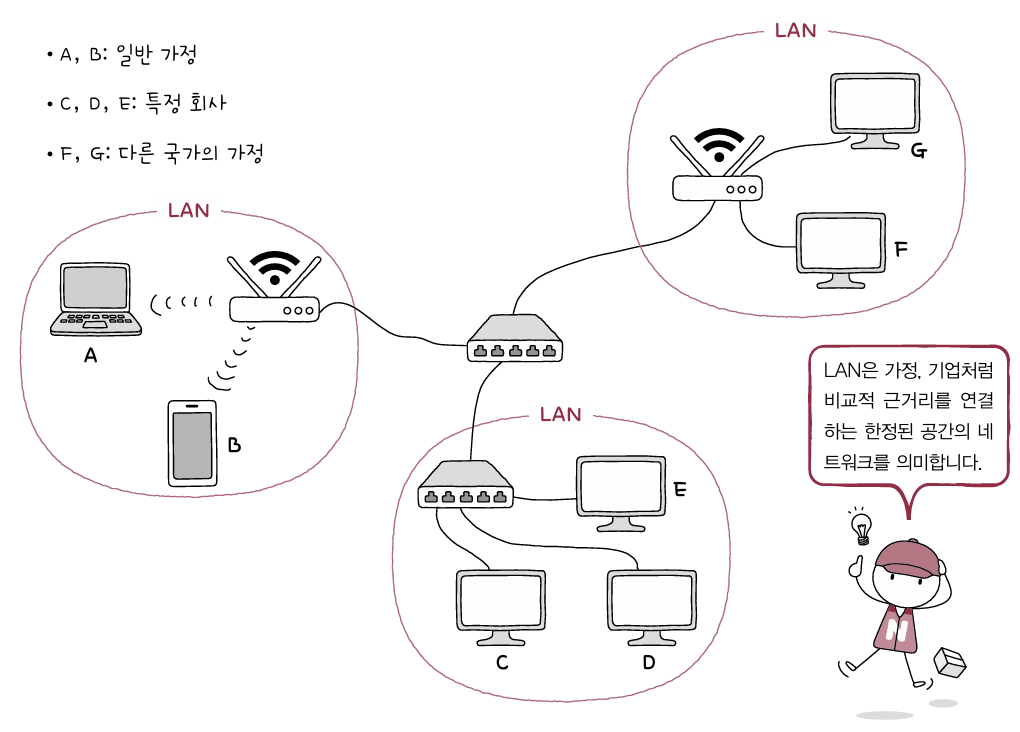 • A, B: 일반 가정
• C, D, E: 특정 회사
• F, G: 다른 국가의 가정
LAN
G
F
LAN
A
B
LAN
E
C
D
LAN은 가정, 기업처럼
비교적 근거리를 연결
하는 한정된 공간의 네
트워크를 의미합니다.
N